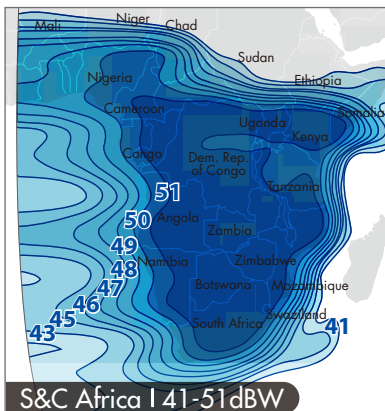 Mali
Niger
Chad
Sudan
Nigeria
Ethiopia
Cameroon
Somalia
Uganda
Kenya
Congo
Dem. Rep.
of Congo
Tanzania
51
50
Angola
Zambia
49
48
Namibia
Zimbabwe
47
Botswana
Mozambique
46
45
Swaziland
South Africa
43
41
S&C Africa I 41-51dBW